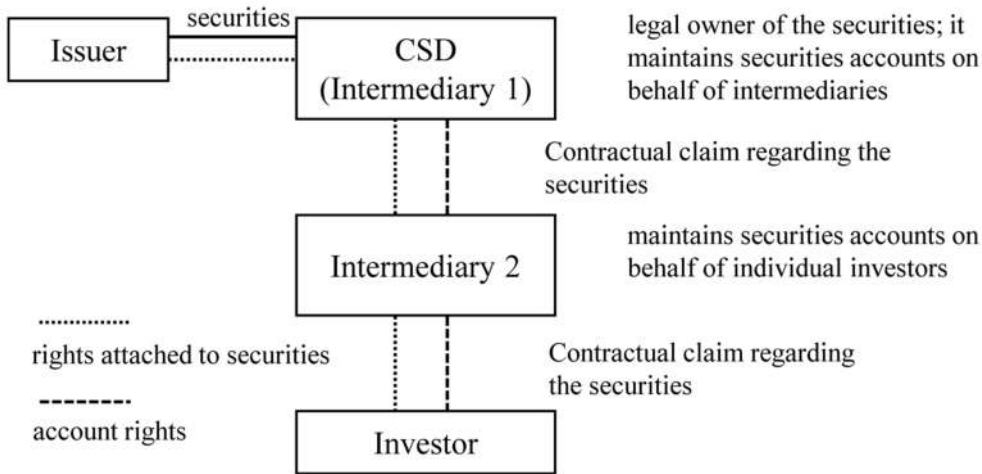 securities
Issuer
CSD
(Intermediary 1)
legal owner of the securities; it
maintains securities accounts on
behalf of intermediaries
Contractual claim regarding the
securities
Intermediary 2
maintains securities accounts on
behalf of individual investors
rights attached to securities
Contractual claim regarding
the securities
account rights
Investor